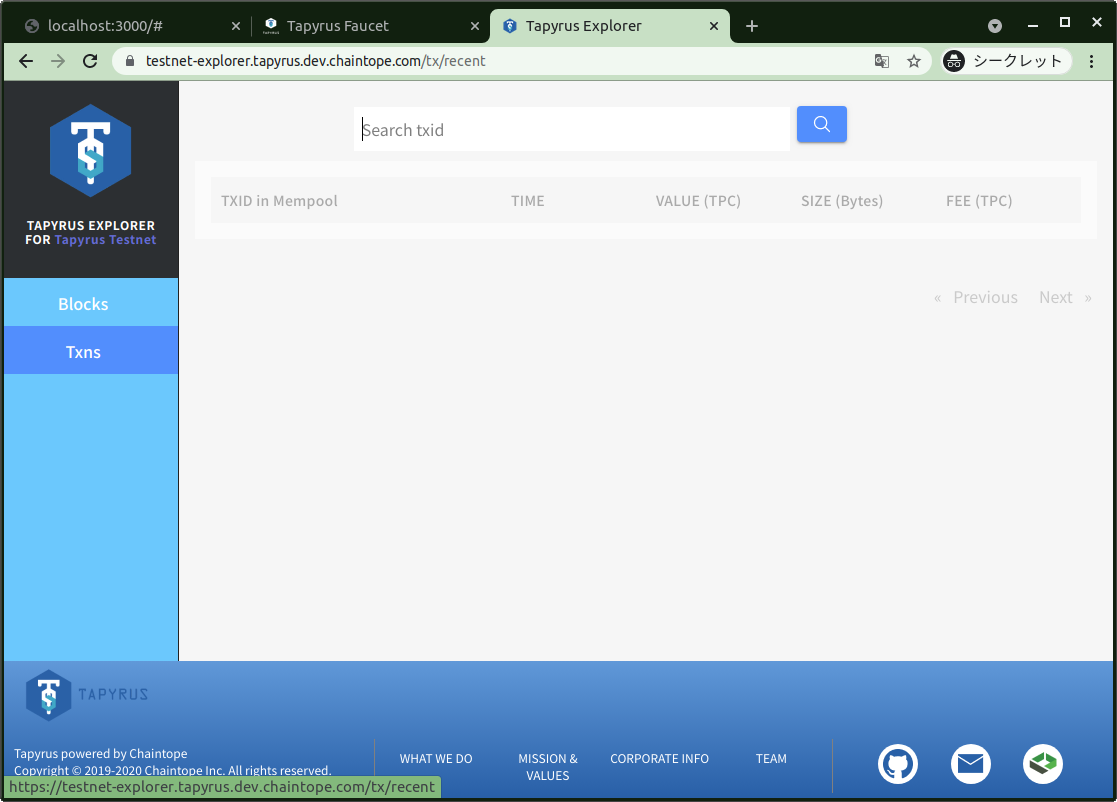 localhost:3000/#
Tapyrus Faucet
Tapyrus Explorer
testnet-explorer.tapyrus.dev.chaintope.com/tx/recent
シークレット
TAPYRUS EXPLORER
FOR Tapyrus Testnet
Blocks
Txns
Search txid
TXID in Mempool TIME VALUE (TPC) SIZE (Bytes) FEE (TPC)
« Previous Next »
TAPYRUS
Tapyrus powered by Chaintope
Copyright © 2019-2020 Chaintope Inc. All rights reserved.
WHAT WE DO
MISSION &
VALUES
CORPORATE INFO
TEAM
https://testnet-explorer.tapyrus.dev.chaintope.com/tx/recent